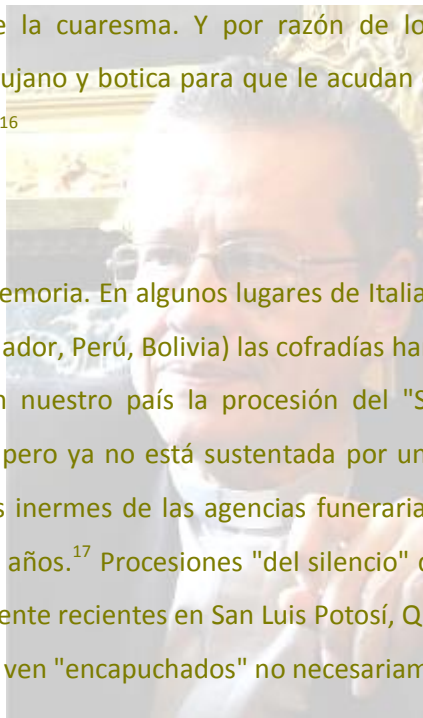 e la cuaresma. Y por razón de lo
ujano y botica para que le acudan
16
emoria. En algunos lugares de Italia
ador, Perú, Bolivia) las cofradías ha
n nuestro país la procesión del "S
pero ya no está sustentada por un
s inermes de las agencias funeraria
años.17 Procesiones "del silencio" 
ente recientes en San Luis Potosí, Q
ven "encapuchados" no necesariam